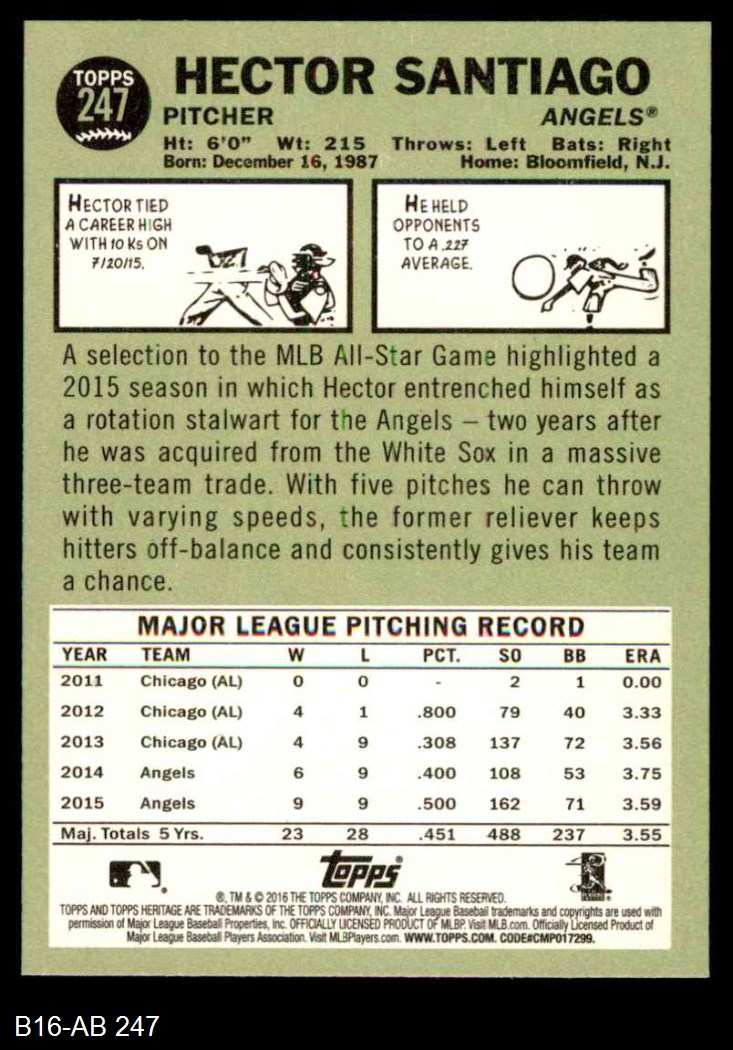 TOPPS
247
HECTOR SANTIAGO
PITCHER ANGELS®
Ht: 6'0" Wt: 215 Throws: Left Bats: Right
Born: December 16, 1987 Home: Bloomfield, N.J.
HECTOR TIED
A CAREER HIGH
WITH 10 Ks ON
7/20/15.
HE HELD
OPPONENTS
TO A .227
AVERAGE.
A selection to the MLB All-Star Game highlighted a
2015 season in which Hector entrenched himself as
a rotation stalwart for the Angels – two years after
he was acquired from the White Sox in a massive
three-team trade. With five pitches he can throw
with varying speeds, the former reliever keeps
hitters off-balance and consistently gives his team
a chance.
MAJOR LEAGUE PITCHING RECORD
YEAR TEAM W L PCT. SO BB ERA
2011 Chicago (AL) 0 0 - 2 1 0.00
2012 Chicago (AL) 4 1 .800 79 40 3.33
2013 Chicago (AL) 4 9 .308 137 72 3.56
2014 Angels 6 9 .400 108 53 3.75
2015 Angels 9 9 .500 162 71 3.59
Maj. Totals 5 Yrs. 23 28 .451 488 237 3.55
Topps®
®, TM & © 2016 THE TOPPS COMPANY, INC. ALL RIGHTS RESERVED.
TOPPS AND TOPPS HERITAGE ARE TRADEMARKS OF THE TOPPS COMPANY, INC. Major League Baseball trademarks and copyrights are used with
permission of Major League Baseball Properties, Inc. OFFICIALLY LICENSED PRODUCT OF MLBP. Visit MLB.com. Officially Licensed Product of
Major League Baseball Players Association. Visit MLBPlayers.com. WWW.TOPPS.COM. CODE#CMP017299.
B16-AB 247